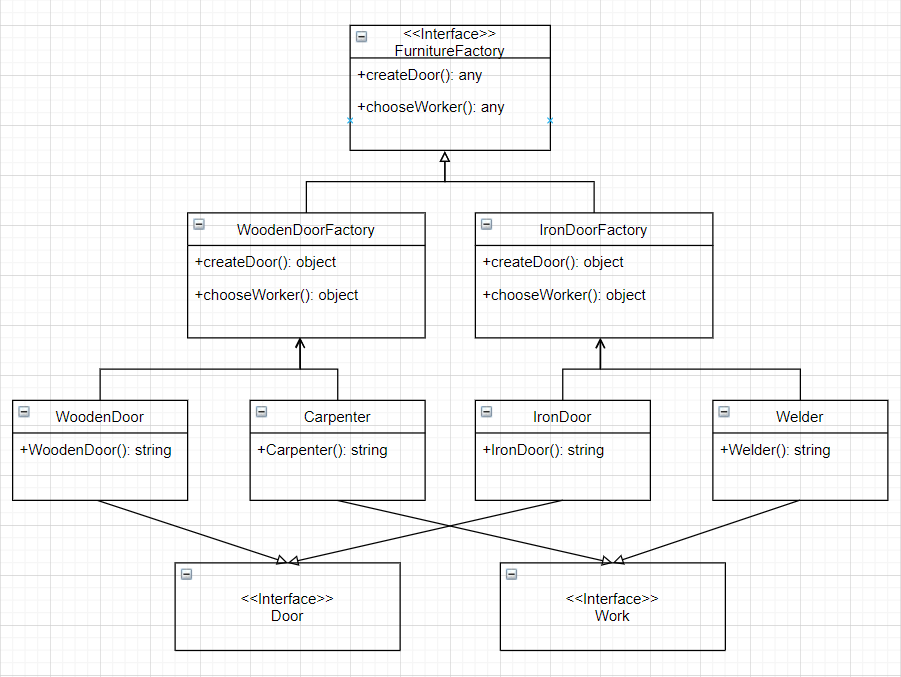 <<Interface>>
FurnitureFactory
+createDoor(): any
+chooseWorker(): any
WoodenDoorFactory
+createDoor(): object
+chooseWorker(): object
IronDoorFactory
+createDoor(): object
+chooseWorker(): object
WoodenDoor
+WoodenDoor(): string
Carpenter
+Carpenter(): string
IronDoor
+IronDoor(): string
Welder
+Welder(): string
<<Interface>>
Door
<<Interface>>
Work